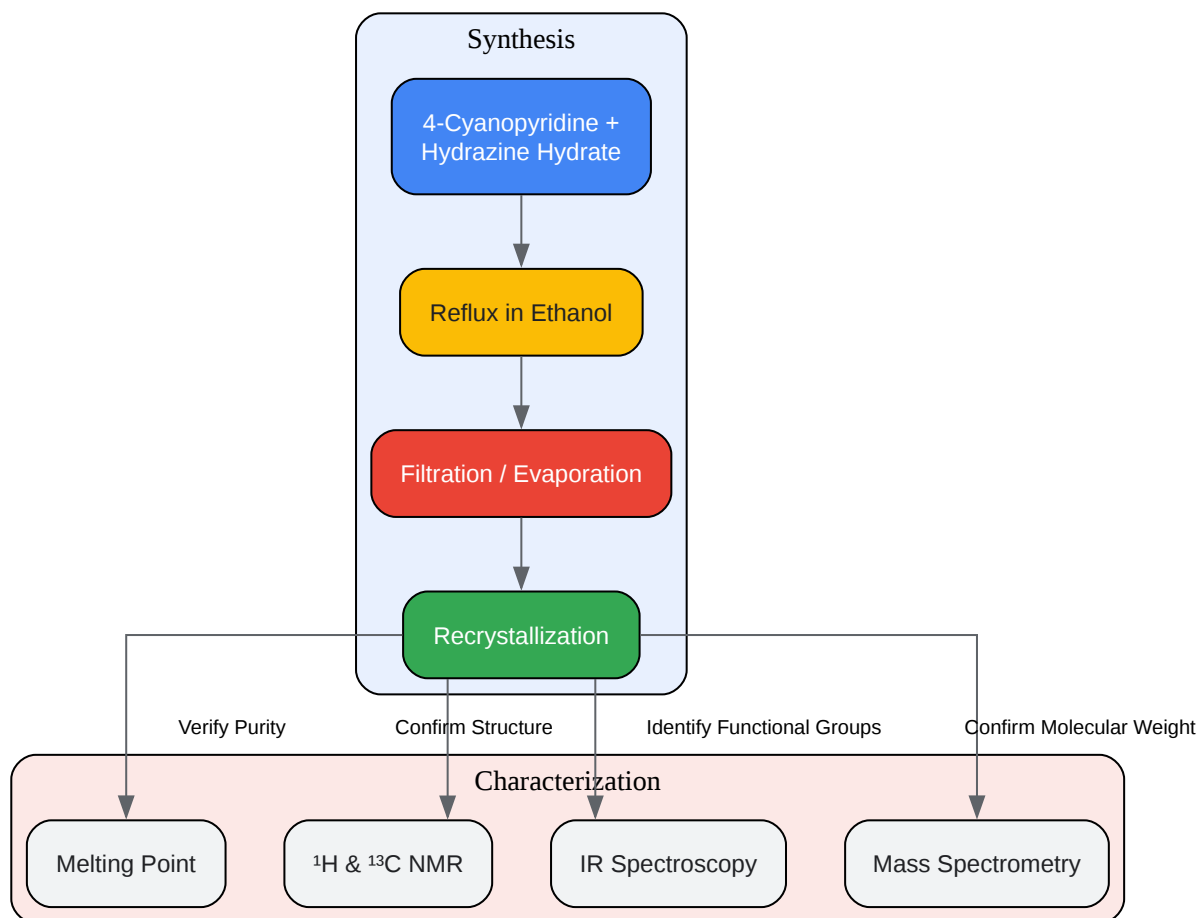 Synthesis
4-Cyanopyridine +
Hydrazine Hydrate
Reflux in Ethanol
Filtration / Evaporation
Recrystallization
Verify Purity
Confirm Structure
Identify Functional Groups
Confirm Molecular Weight
Characterization
Melting Point
¹H & ¹³C NMR
IR Spectroscopy
Mass Spectrometry